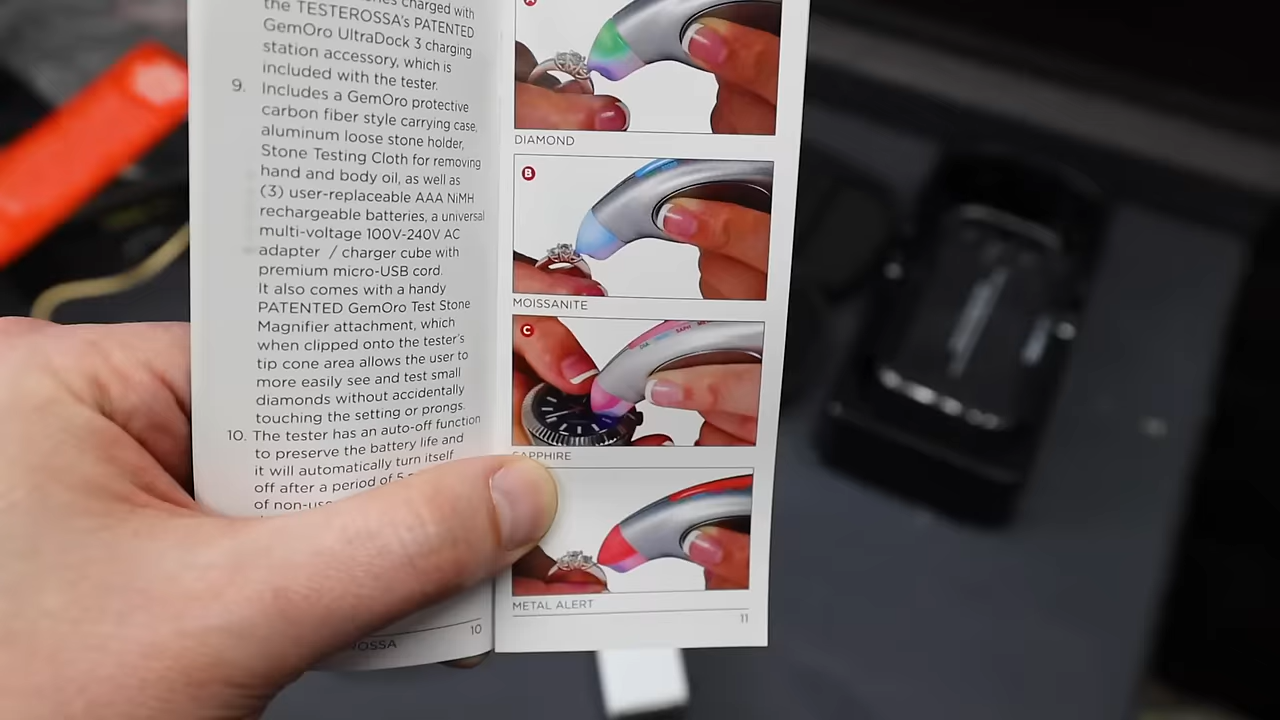 charged with
the TESTEROSSA's PATENTED
GemOro UltraDock 3 charging
station accessory, which is
included with the tester.
9. Includes a GemOro protective
carbon fiber style carrying case,
aluminum loose stone holder,
Stone Testing Cloth for removing
hand and body oil, as well as
(3) user-replaceable AAA NiMH
rechargeable batteries, a universal
multi-voltage 100V-240V AC
adapter / charger cube with
premium micro-USB cord.
It also comes with a handy
PATENTED GemOro Test Stone
Magnifier attachment, which
when clipped onto the tester's
tip cone area allows the user to
more easily see and test small
diamonds without accidentally
touching the setting or prongs.
10. The tester has an auto-off function
to preserve the battery life and
it will automatically turn itself
off after a period of 5
of non-use
10
A
DIAMOND
B
MOISSANITE
C
SAPPHIRE
METAL ALERT
11